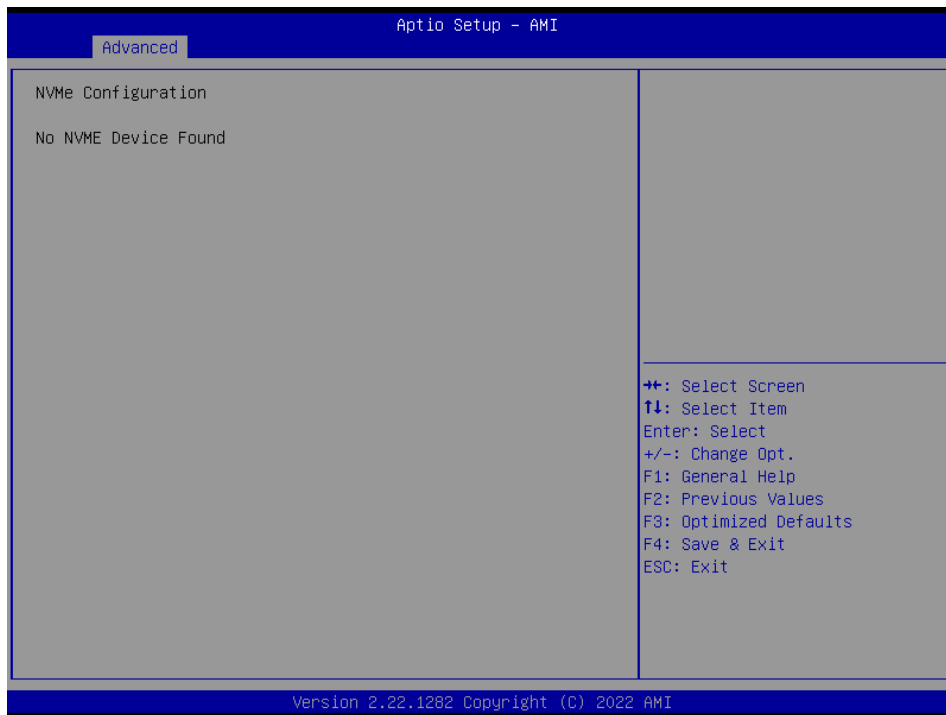 Aptio Setup – AMI
Advanced
NVMe Configuration
No NVME Device Found
→←: Select Screen
↑↓: Select Item
Enter: Select
+/-: Change Opt.
F1: General Help
F2: Previous Values
F3: Optimized Defaults
F4: Save & Exit
ESC: Exit
Version 2.22.1282 Copyright (C) 2022 AMI